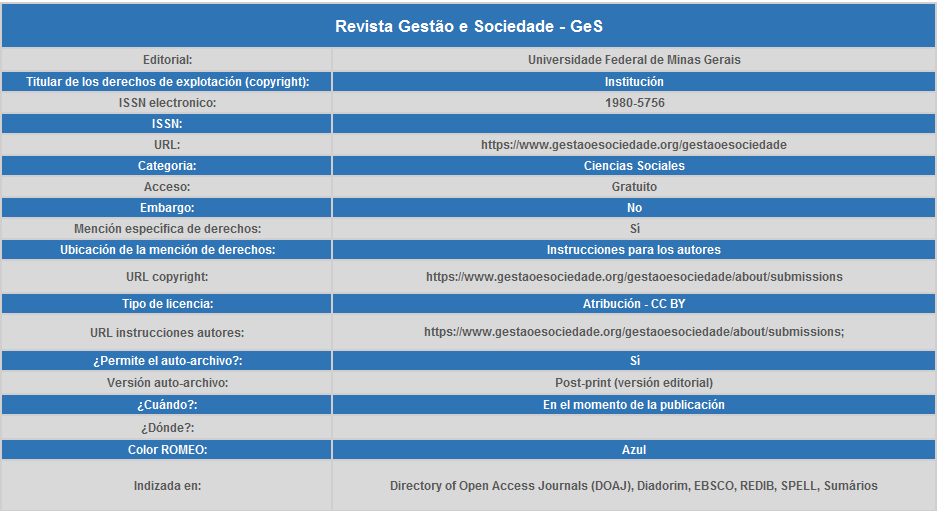 Revista Gestão e Sociedade - GeS
Editorial: Universidade Federal de Minas Gerais
Titular de los derechos de explotación (copyright): Institución
ISSN electronico: 1980-5756
ISSN:
URL: https://www.gestaoesociedade.org/gestaoesociedade
Categoria: Ciencias Sociales
Acceso: Gratuito
Embargo: No
Mención específica de derechos: Sí
Ubicación de la mención de derechos: Instrucciones para los autores
URL copyright: https://www.gestaoesociedade.org/gestaoesociedade/about/submissions
Tipo de licencia: Atribución - CC BY
URL instrucciones autores: https://www.gestaoesociedade.org/gestaoesociedade/about/submissions;
¿Permite el auto-archivo?: Sí
Versión auto-archivo: Post-print (versión editorial)
¿Cuándo?: En el momento de la publicación
¿Dónde?:
Color ROMEO: Azul
Indizada en: Directory of Open Access Journals (DOAJ), Diadorim, EBSCO, REDIB, SPELL, Sumários